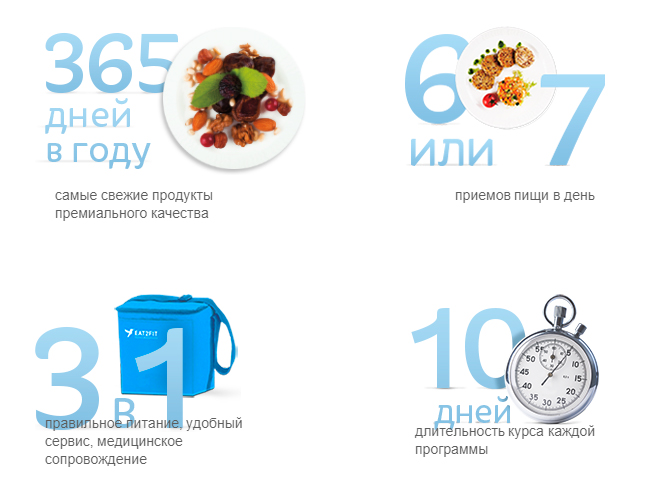 365
дней
в году
самые свежие продукты
премиального качества
6
или 7
приемов пищи в день
EAT2FIT
3 в 1
правильное питание, удобный
сервис, медицинское
сопровождение
10
дней
длительность курса каждой
программы